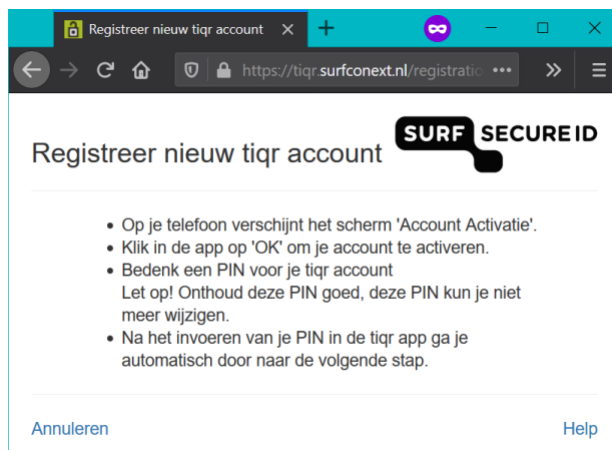 Registreer nieuw tiqr account
https://tiqr.surfconext.nl/registratio
Registreer nieuw tiqr account
SURF SECURE ID
• Op je telefoon verschijnt het scherm 'Account Activatie'.
• Klik in de app op 'OK' om je account te activeren.
• Bedenk een PIN voor je tiqr account
Let op! Onthoud deze PIN goed, deze PIN kun je niet
meer wijzigen.
• Na het invoeren van je PIN in de tiqr app ga je
automatisch door naar de volgende stap.
Annuleren Help